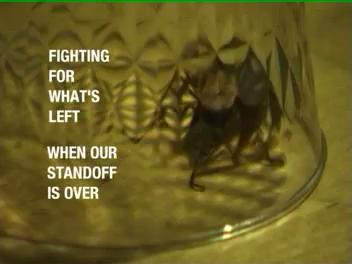 FIGHTING
FOR
WHAT'S
LEFT
WHEN OUR
STANDOFF
IS OVER